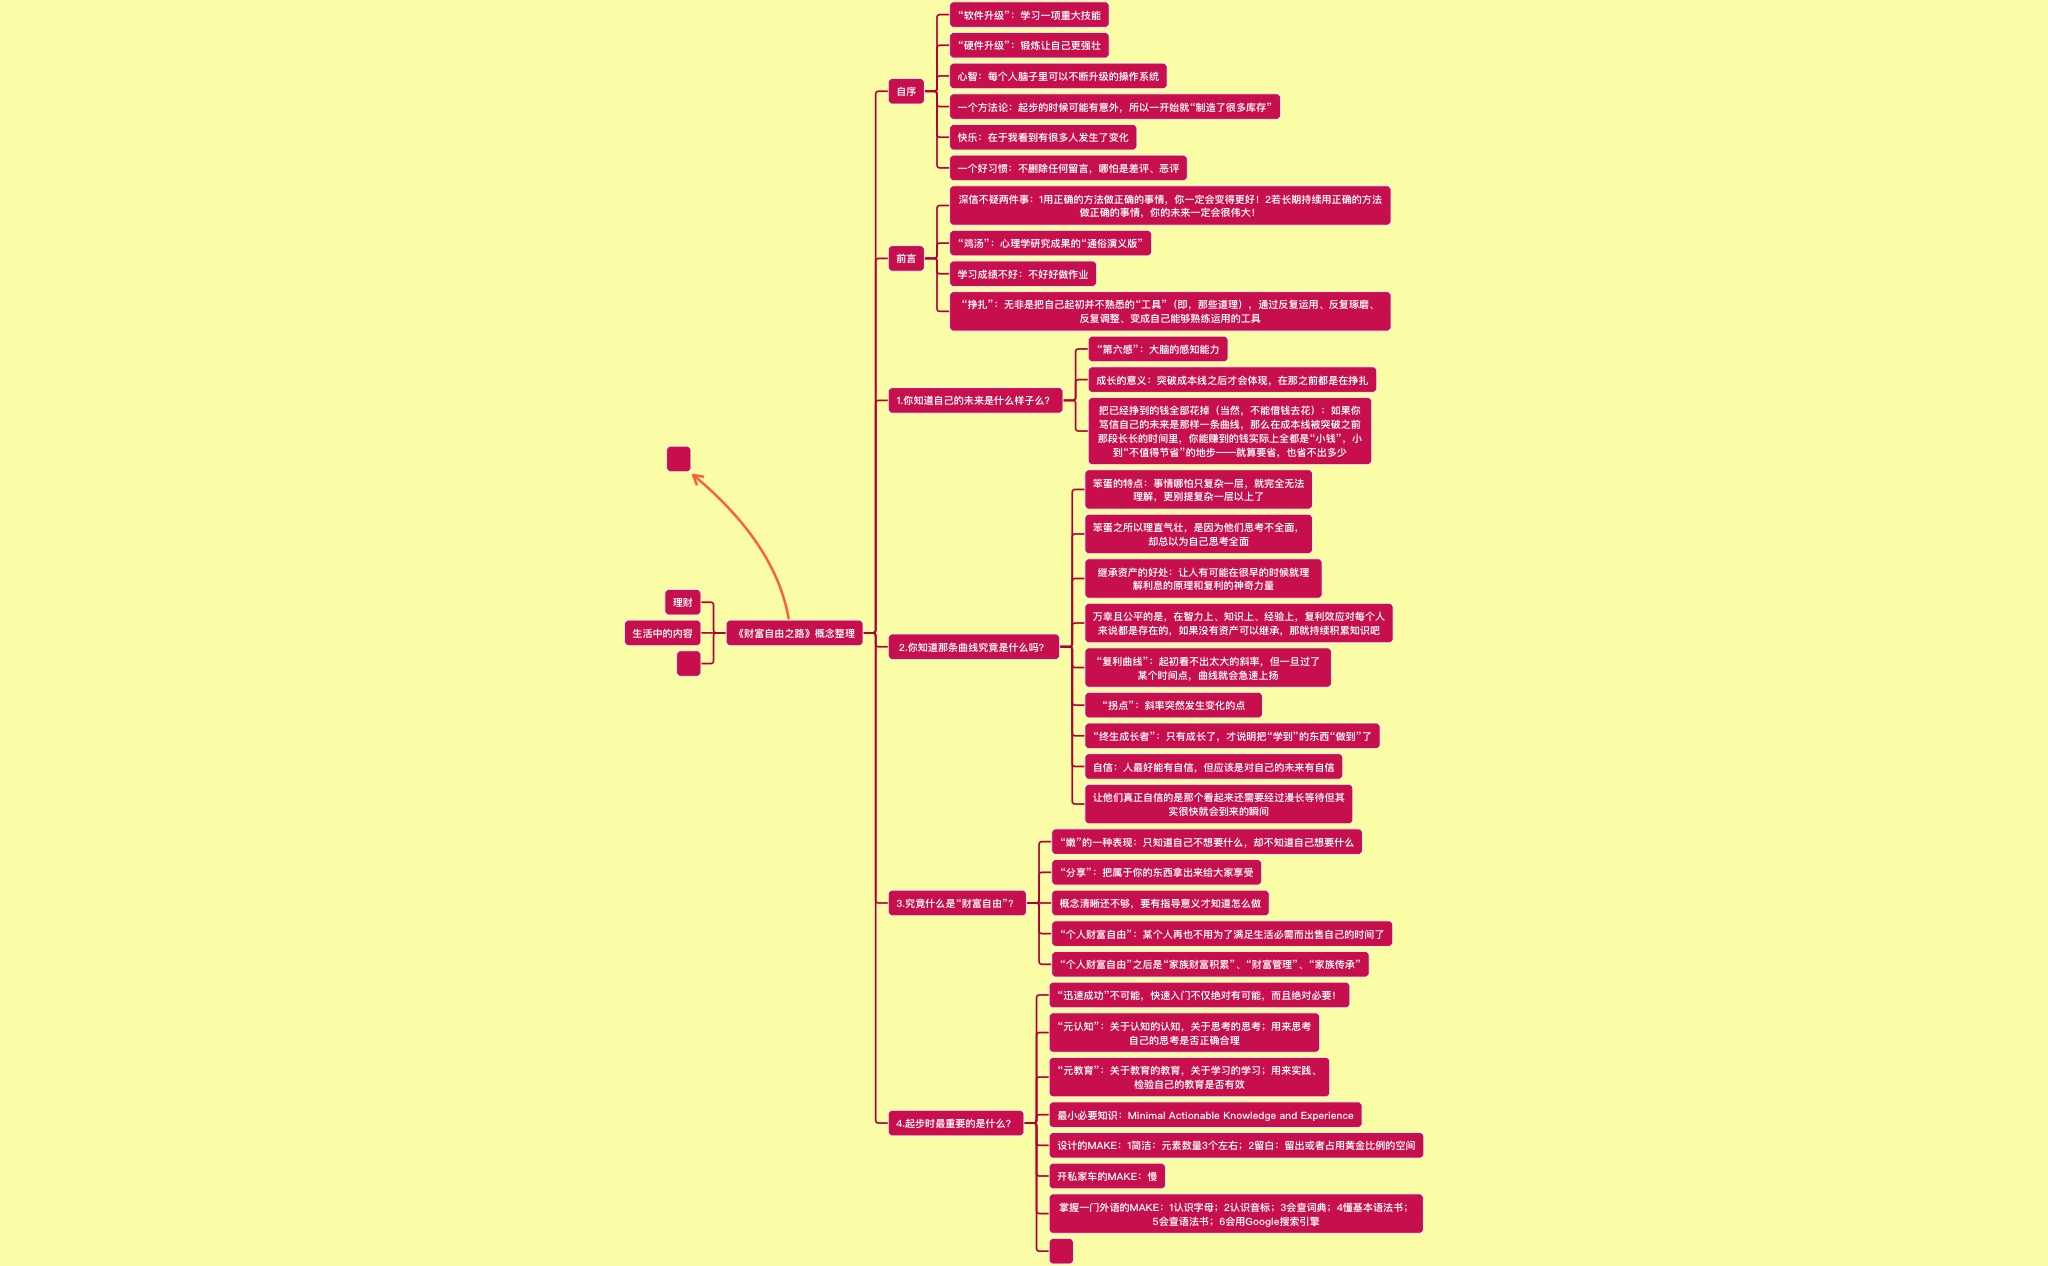 《财富自由之路》概念整理
理财
生活中的内容
自序
“软件升级”：学习一项重大技能
“硬件升级”：锻炼让自己更强壮
心智：每个人脑子里可以不断升级的操作系统
一个方法论：起步的时候可能有意外，所以一开始就“制造了很多库存”
快乐：在于我看到有很多人发生了变化
一个好习惯：不删除任何留言，哪怕是差评、恶评
前言
深信不疑两件事：1用正确的方法做正确的事情，你一定会变得更好！2若长期持续用正确的方法
做正确的事情，你的未来一定会很伟大！
“鸡汤”：心理学研究成果的“通俗演义版”
学习成绩不好：不好好做作业
“挣扎”：无非是把自己起初并不熟悉的“工具”（即，那些道理），通过反复运用、反复琢磨、
反复调整、变成自己能够熟练运用的工具
1.你知道自己的未来是什么样子么？
“第六感”：大脑的感知能力
成长的意义：突破成本线之后才会体现，在那之前都是在挣扎
把已经挣到的钱全部花掉（当然，不能借钱去花）：如果你
笃信自己的未来是那样一条曲线，那么在成本线被突破之前
那段长长的时间里，你能赚到的钱实际上全都是“小钱”，小
到“不值得节省”的地步——就算要省，也省不出多少
2.你知道那条曲线究竟是什么吗？
笨蛋的特点：事情哪怕只复杂一层，就完全无法
理解，更别提复杂一层以上了
笨蛋之所以理直气壮，是因为他们思考不全面，
却总以为自己思考全面
继承资产的好处：让人有可能在很早的时候就理
解利息的原理和复利的神奇力量
万幸且公平的是，在智力上、知识上、经验上，复利效应对每个人
来说都是存在的，如果没有资产可以继承，那就持续积累知识吧
“复利曲线”：起初看不出太大的斜率，但一旦过了
某个时间点，曲线就会急速上扬
“拐点”：斜率突然发生变化的点
“终生成长者”：只有成长了，才说明把“学到”的东西“做到”了
自信：人最好能有自信，但应该是对自己的未来有自信
让他们真正自信的是那个看起来还需要经过漫长等待但其
实很快就会到来的瞬间
3.究竟什么是“财富自由”？
“嫩”的一种表现：只知道自己不想要什么，却不知道自己想要什么
“分享”：把属于你的东西拿出来给大家享受
概念清晰还不够，要有指导意义才知道怎么做
“个人财富自由”：某个人再也不用为了满足生活必需而出售自己的时间了
“个人财富自由”之后是“家族财富积累”、“财富管理”、“家族传承”
4.起步时最重要的是什么？
“迅速成功”不可能，快速入门不仅绝对有可能，而且绝对必要！
“元认知”：关于认知的认知，关于思考的思考；用来思考
自己的思考是否正确合理
“元教育”：关于教育的教育，关于学习的学习；用来实践、
检验自己的教育是否有效
最小必要知识：Minimal Actionable Knowledge and Experience
设计的MAKE：1简洁：元素数量3个左右；2留白：留出或者占用黄金比例的空间
开私家车的MAKE：慢
掌握一门外语的MAKE：1认识字母；2认识音标；3会查词典；4懂基本语法书；
5会查语法书；6会用Google搜索引擎